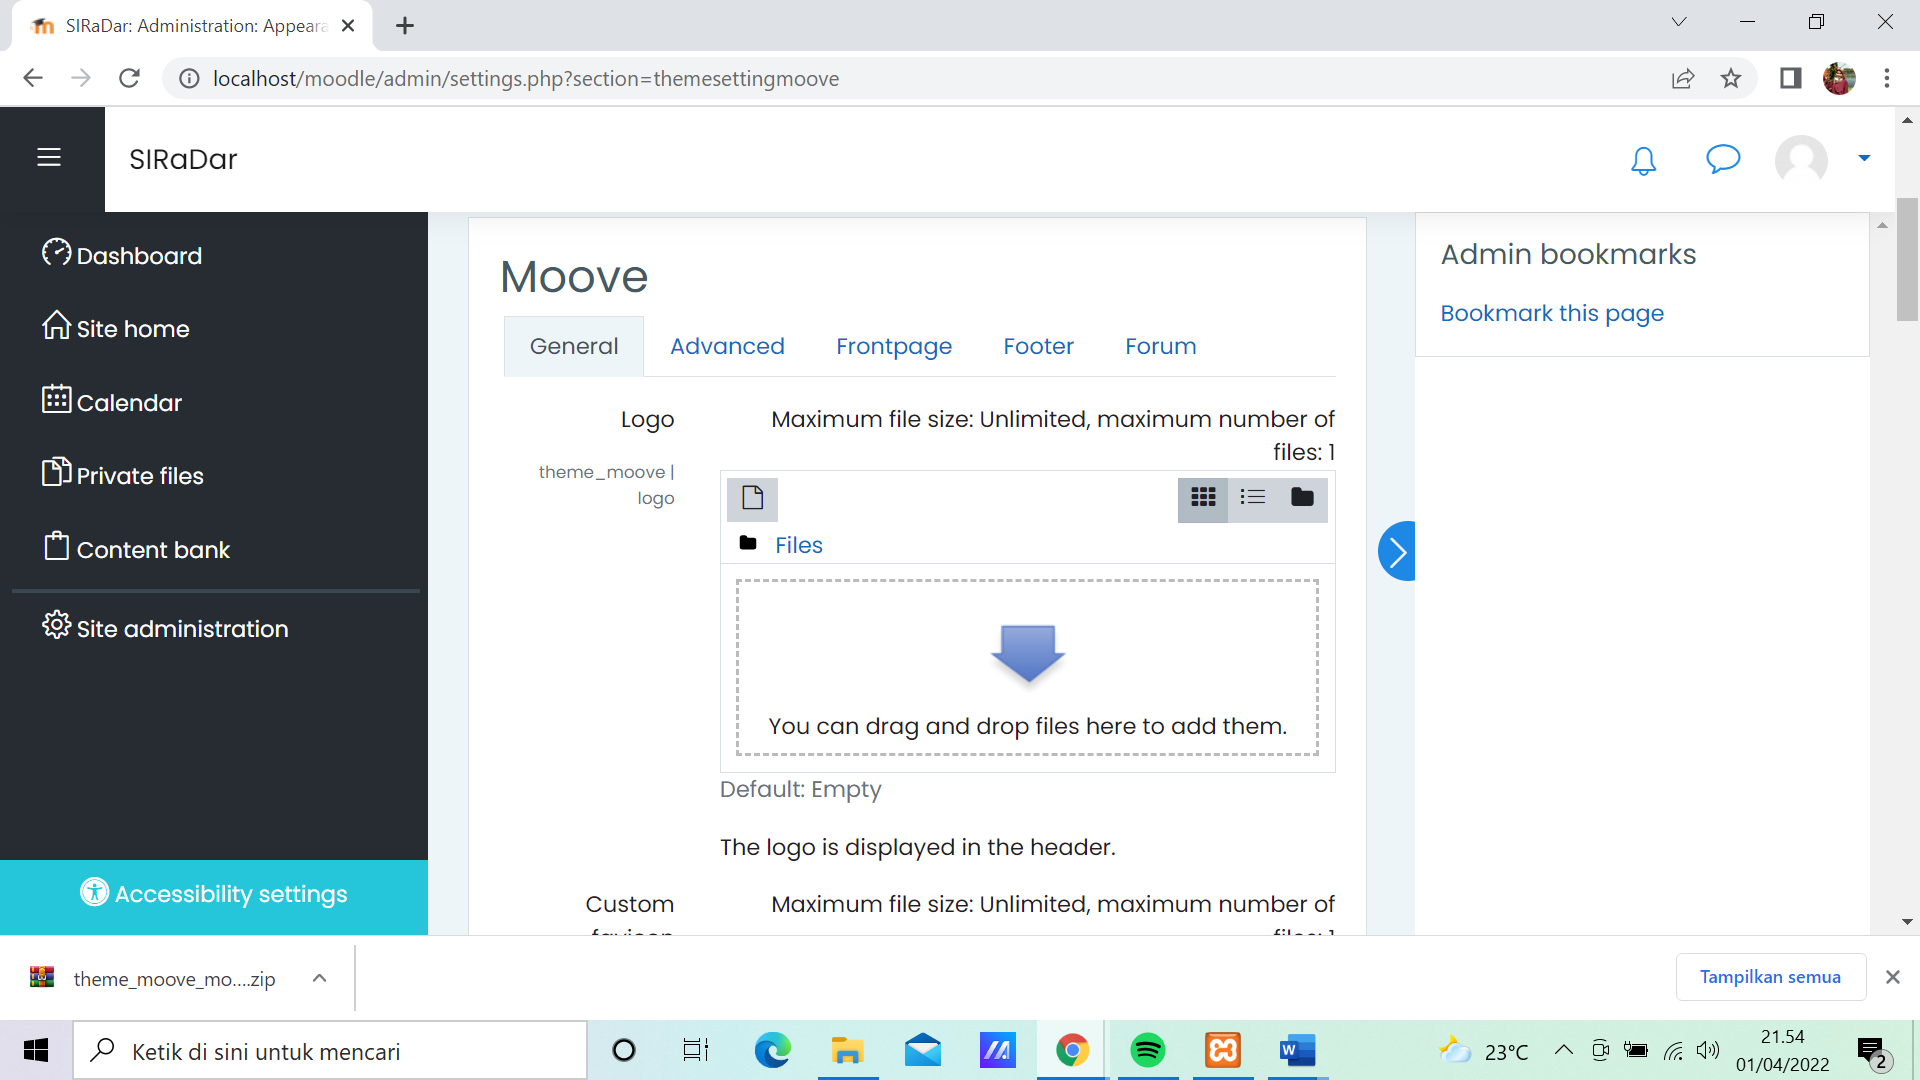 SIRaDar: Administration: Appeara
localhost/moodle/admin/settings.php?section=themesettingmoove
SIRaDar
Dashboard
Site home
Calendar
Private files
Content bank
Site administration
Accessibility settings
Moove
General Advanced Frontpage Footer Forum
Logo
theme_moove |
logo
Maximum file size: Unlimited, maximum number of
files: 1
Files
You can drag and drop files here to add them.
Default: Empty
The logo is displayed in the header.
Custom
favicon
Maximum file size: Unlimited, maximum number of
files: 1
Admin bookmarks
Bookmark this page
theme_moove_mo....zip
Tampilkan semua
Ketik di sini untuk mencari
W
23°C
21.54
01/04/2022
2